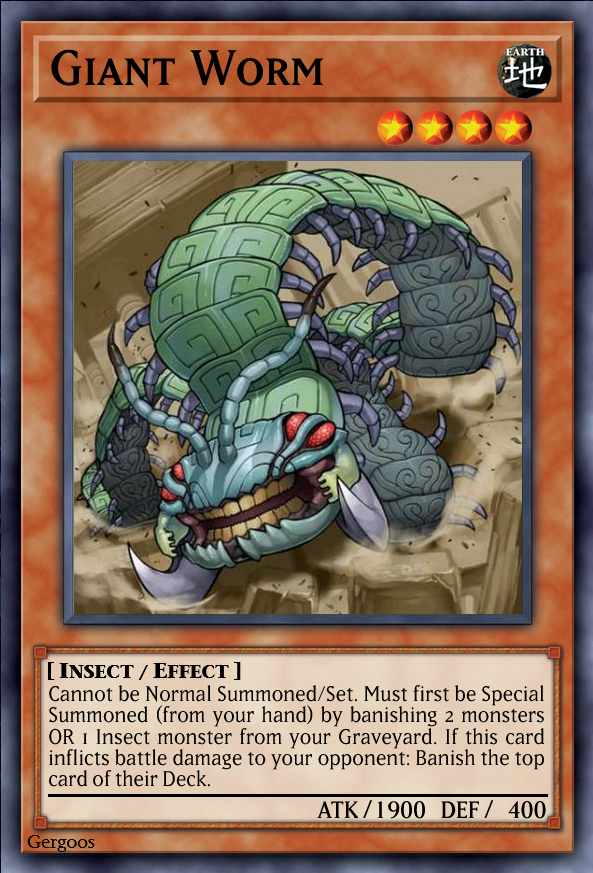 GIANT WORM
EARTH
地
[ INSECT / EFFECT ]
Cannot be Normal Summoned/Set. Must first be Special
Summoned (from your hand) by banishing 2 monsters
OR 1 Insect monster from your Graveyard. If this card
inflicts battle damage to your opponent: Banish the top
card of their Deck.
ATK / 1900 DEF / 400
Gergoos